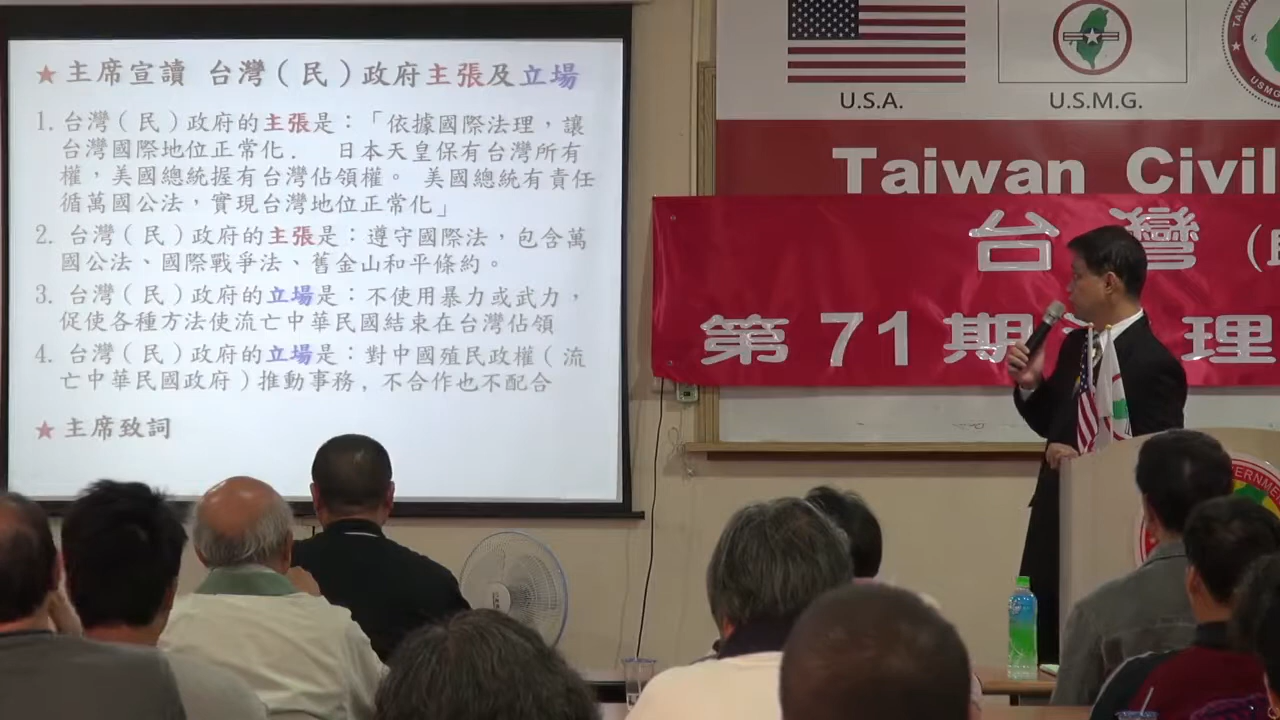 ★ 主席宣讀 台灣(民)政府主張及立場
1. 台灣(民)政府的主張是:「依據國際法理,讓
台灣國際地位正常化. 日本天皇保有台灣所有
權,美國總統握有台灣佔領權。 美國總統有責任
循萬國公法,實現台灣地位正常化」
2. 台灣(民)政府的主張是:遵守國際法,包含萬
國公法、國際戰爭法、舊金山和平條約。
3. 台灣(民)政府的立場是:不使用暴力或武力,
促使各種方法使流亡中華民國結束在台灣佔領
4. 台灣(民)政府的立場是:對中國殖民政權(流
亡中華民國政府)推動事務, 不合作也不配合
★ 主席致詞
U.S.A.
U.S.M.G.
Taiwan Civil
台灣(
第71期
理